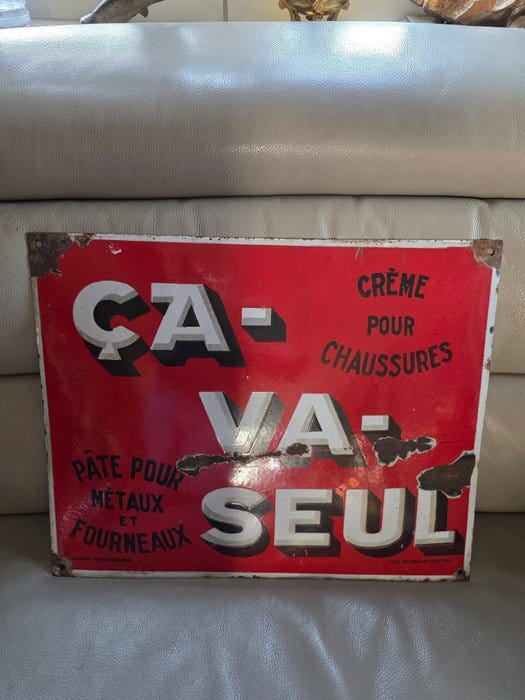 ÇA-
VA-
SEUL
CRÈME
POUR
CHAUSSURES
PÂTE POUR
MÉTAUX
ET
FOURNEAUX